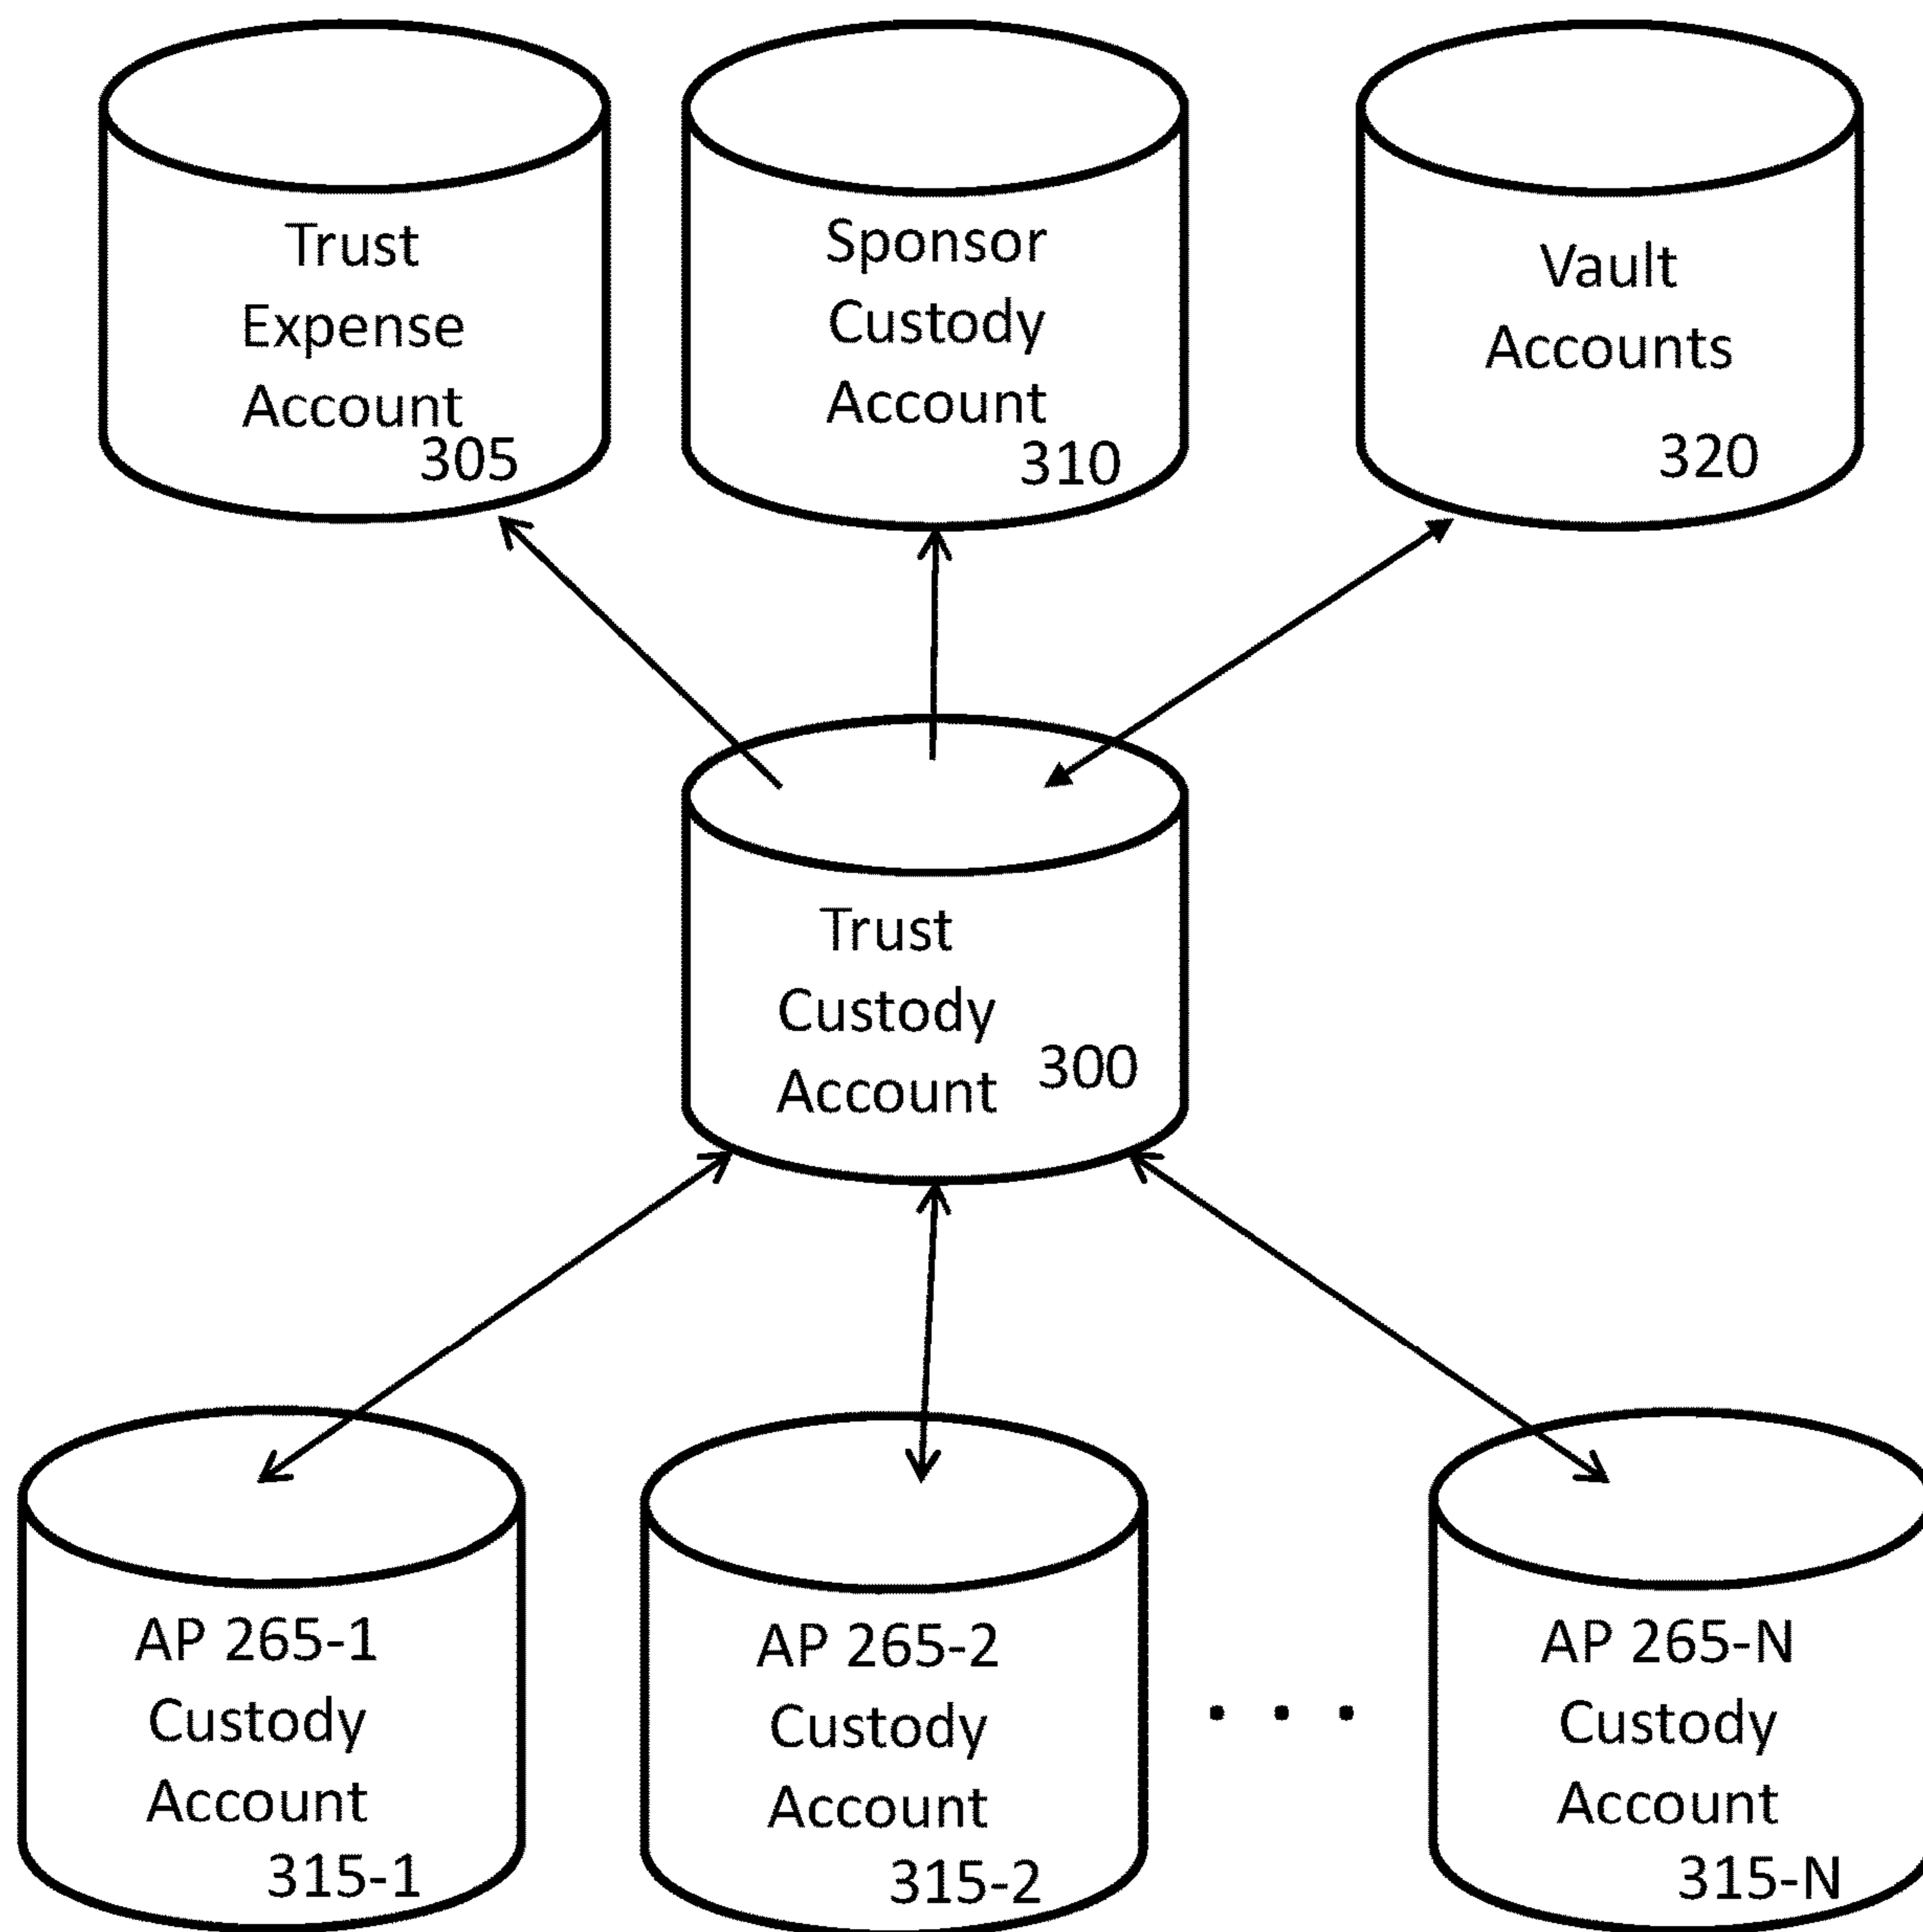 Trust
Expense
Account
305
Sponsor
Custody
Account
310
Vault
Accounts
320
Trust
Custody
Account
300
AP 265-1
Custody
Account
315-1
AP 265-2
Custody
Account
315-2
. . .
AP 265-N
Custody
Account
315-N